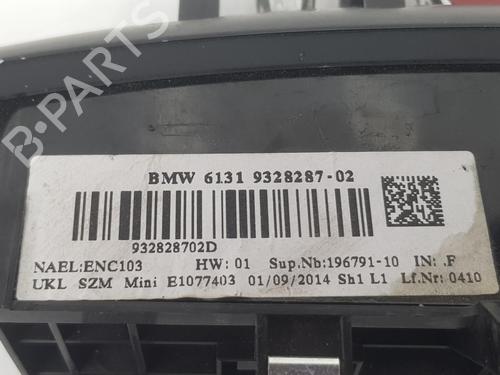 BMW 6131 9328287-02
932828702D
NAEL:ENC103 HW: 01 Sup.Nb:196791-10 IN: .F
UKL SZM Mini E1077403 01/09/2014 Sh1 L1 Lf.Nr: 0410
B-PARTS